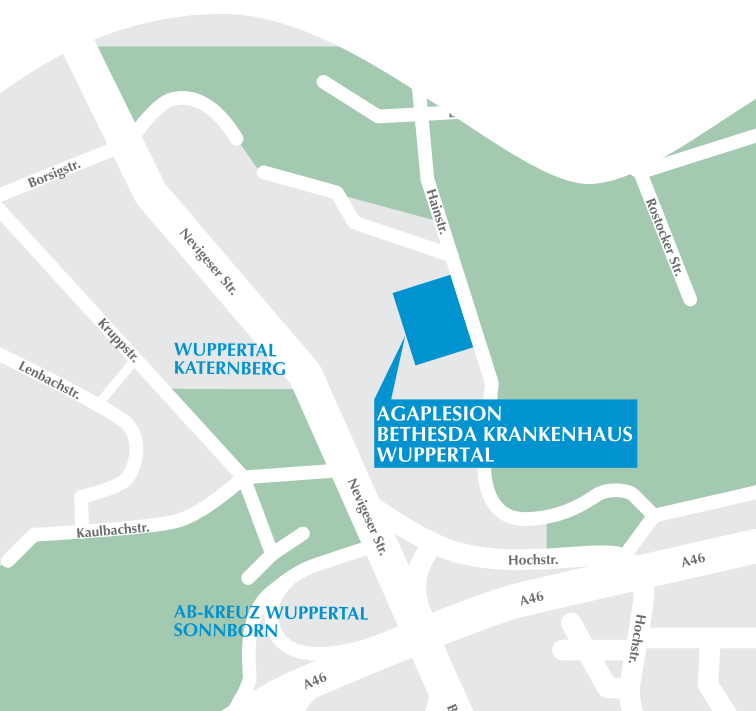 Borsigstr.
Hainstr.
Rostocker Str.
Nevigeser Str.
Kruppstr.
WUPPERTAL
KATERNBERG
Lenbachstr.
AGAPLESION
BETHESDA KRANKENHAUS
WUPPERTAL
Nevigeser Str.
Kaulbachstr.
Hochstr.
A46
A46
AB-KREUZ WUPPERTAL
SONNBORN
Hochstr.
A46